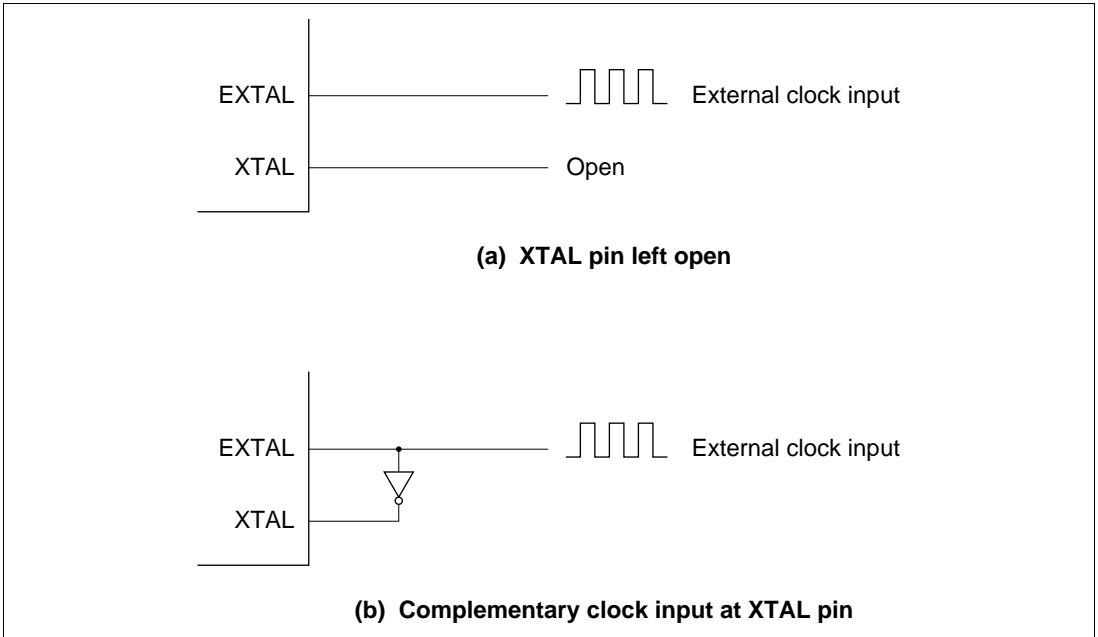 EXTAL
External clock input
XTAL
Open
(a) XTAL pin left open
EXTAL
External clock input
XTAL
(b) Complementary clock input at XTAL pin